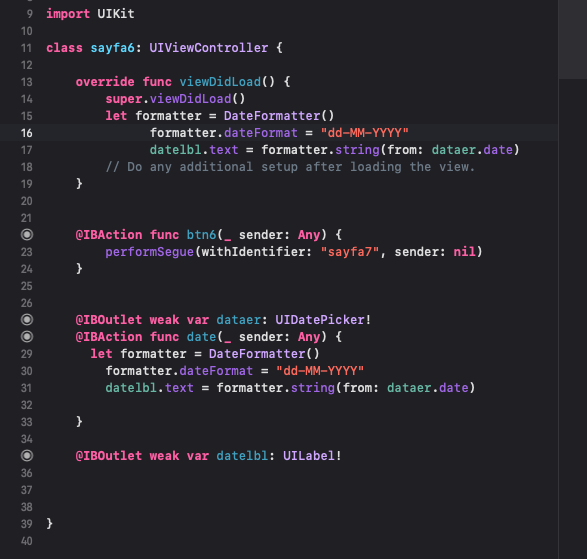 9 import UIKit
10
11 class sayfa6: UIViewController {
12
13 override func viewDidLoad() {
14 super.viewDidLoad()
15 let formatter = DateFormatter()
16 formatter.dateFormat = "dd-MM-YYYY"
17 datelbl.text = formatter.string(from: dataer.date)
18 // Do any additional setup after loading the view.
19 }
20
21
@IBAction func btn6(_ sender: Any) {
23 performSegue(withIdentifier: "sayfa7", sender: nil)
24 }
25
26
@IBOutlet weak var dataer: UIDatePicker!
@IBAction func date(_ sender: Any) {
29 let formatter = DateFormatter()
30 formatter.dateFormat = "dd-MM-YYYY"
31 datelbl.text = formatter.string(from: dataer.date)
32
33 }
34
@IBOutlet weak var datelbl: UILabel!
36
37
38
39 }
40